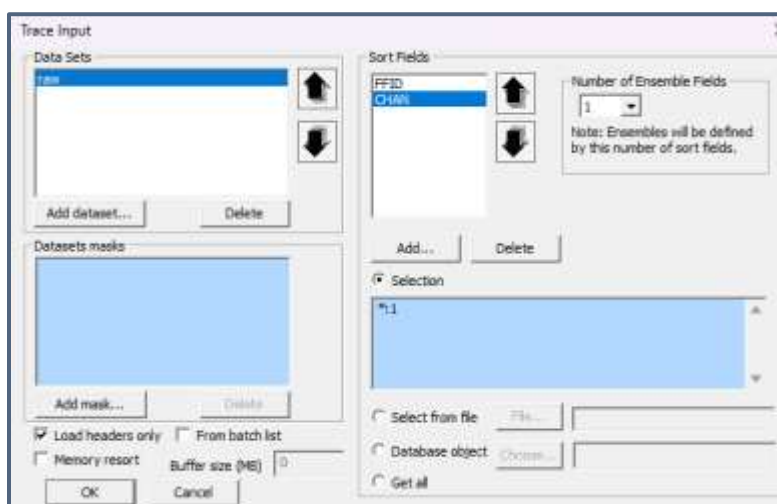 Trace Input
Data Sets
raw
Add dataset...
Delete
Datasets masks
Add mask...
Delete
Load headers only
From batch list
Memory resort
Buffer size (MB)
0
OK
Cancel
Sort Fields
FFID
CHAN
Add...
Delete
Number of Ensemble Fields
1
Note: Ensembles will be defined
by this number of sort fields.
Selection
*:1
Select from file
File...
Database object
Choose...
Get all